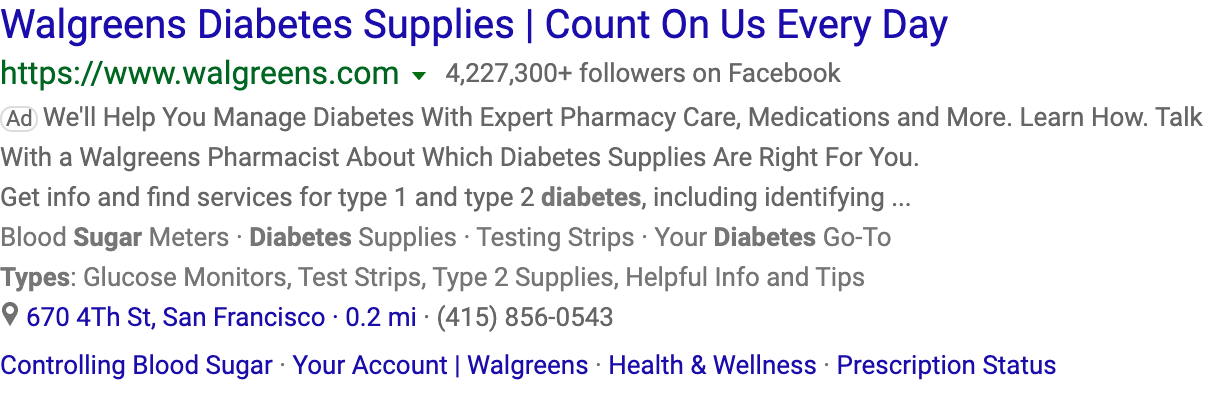 Walgreens Diabetes Supplies | Count On Us Every Day
https://www.walgreens.com ▾ 4,227,300+ followers on Facebook
Ad We'll Help You Manage Diabetes With Expert Pharmacy Care, Medications and More. Learn How. Talk
With a Walgreens Pharmacist About Which Diabetes Supplies Are Right For You.
Get info and find services for type 1 and type 2 diabetes, including identifying ...
Blood Sugar Meters · Diabetes Supplies · Testing Strips · Your Diabetes Go-To
Types: Glucose Monitors, Test Strips, Type 2 Supplies, Helpful Info and Tips
670 4Th St, San Francisco · 0.2 mi · (415) 856-0543
Controlling Blood Sugar · Your Account | Walgreens · Health & Wellness · Prescription Status